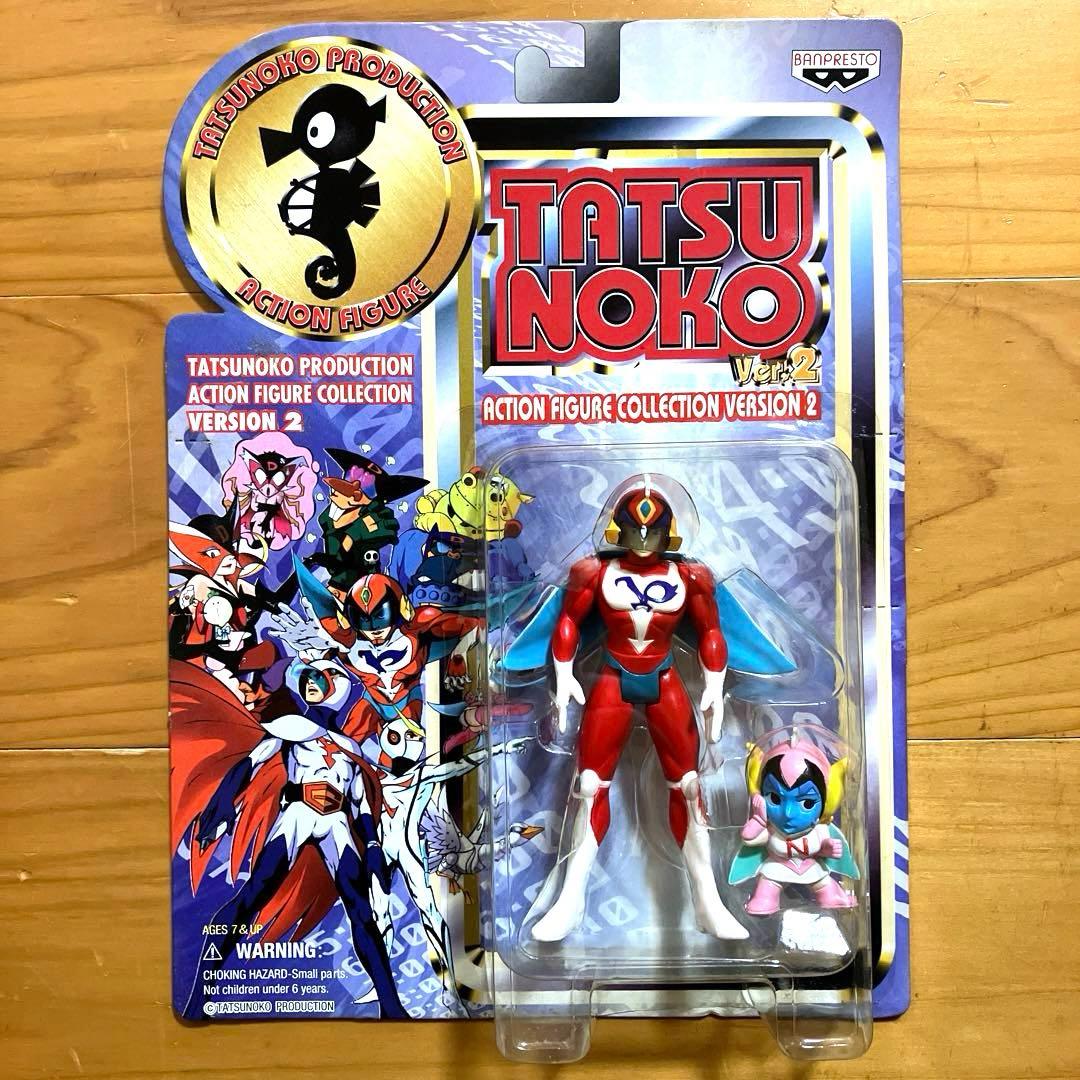 TATSUNOKO PRODUCTION
ACTION FIGURE
BANPRESTO
TATSU
NOKO
Ver.2
ACTION FIGURE COLLECTION VERSION 2
TATSUNOKO PRODUCTION
ACTION FIGURE COLLECTION
VERSION 2
N
G
AGES 7 & UP
WARNING:
CHOKING HAZARD-Small parts.
Not children under 6 years.
©TATSUNOKO PRODUCTION